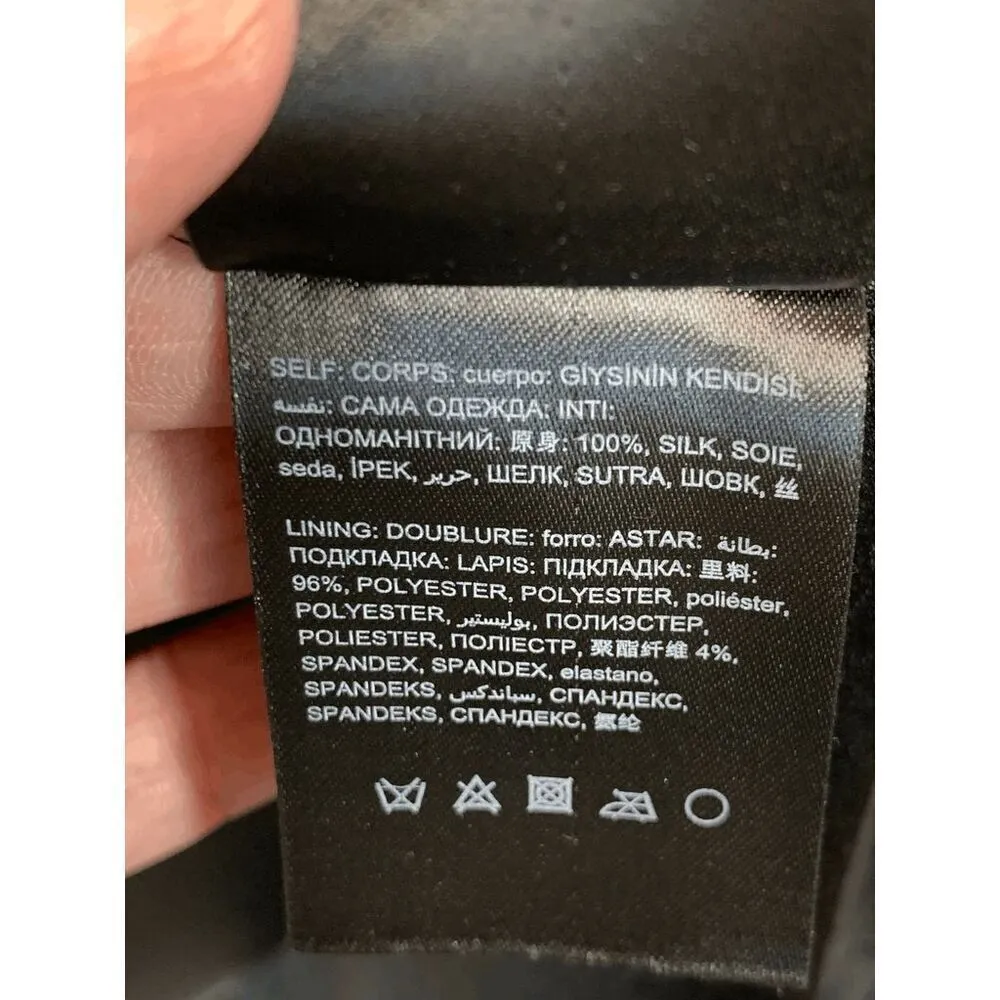 SELF: CORPS: cuerpo: GİYSİNİN KENDİSİ:
نفسه: САМА ОДЕЖДА: INTI:
ОДНОМАНІТНИЙ: 原身: 100%, SILK, SOIE,
seda, İPEK, حرير, ШЕЛК, SUTRA, ШОВК, 丝
LINING: DOUBLURE: forro: ASTAR: بطانة:
ПОДКЛАДКА: LAPIS: ПІДКЛАДКА: 里料:
96%, POLYESTER, POLYESTER, poliéster,
POLYESTER, بوليستير, ПОЛИЭСТЕР,
POLIESTER, ПОЛІЕСТР, 聚酯纤维 4%,
SPANDEX, SPANDEX, elastano,
SPANDEKS, سباندكس, СПАНДЕКС,
SPANDEKS, СПАНДЕКС, 氨纶